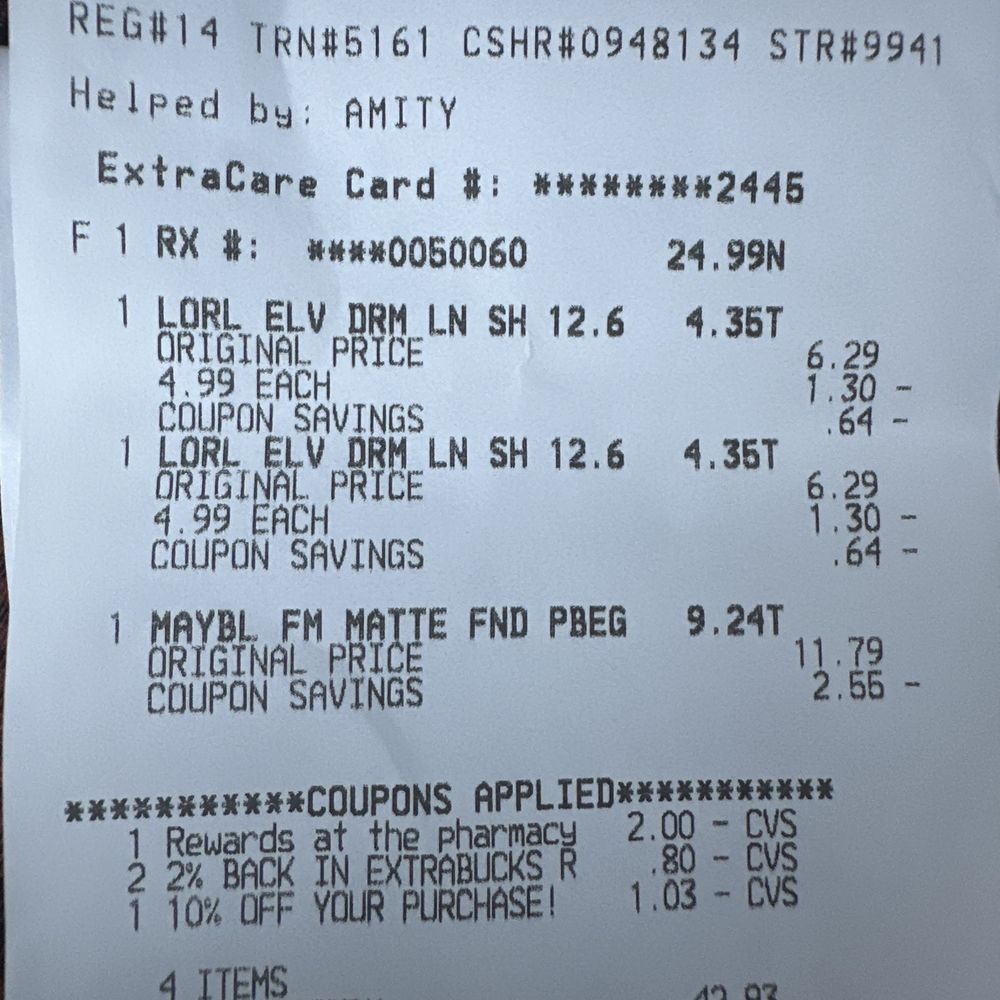 REG#14 TRN#5161 CSHR#0948134 STR#9941
Helped by: AMITY
ExtraCare Card #: ********2445
F 1 RX #: ****0050060 24.99N
1 LORL ELV DRM LN SH 12.6 4.35T
ORIGINAL PRICE 6.29
4.99 EACH 1.30 -
COUPON SAVINGS .64 -
1 LORL ELV DRM LN SH 12.6 4.35T
ORIGINAL PRICE 6.29
4.99 EACH 1.30 -
COUPON SAVINGS .64 -
1 MAYBL FM MATTE FND PBEG 9.24T
ORIGINAL PRICE 11.79
COUPON SAVINGS 2.55 -
***********COUPONS APPLIED***********
1 Rewards at the pharmacy 2.00 - CVS
2 2% BACK IN EXTRABUCKS R .80 - CVS
1 10% OFF YOUR PURCHASE! 1.03 - CVS
4 ITEMS
42.93